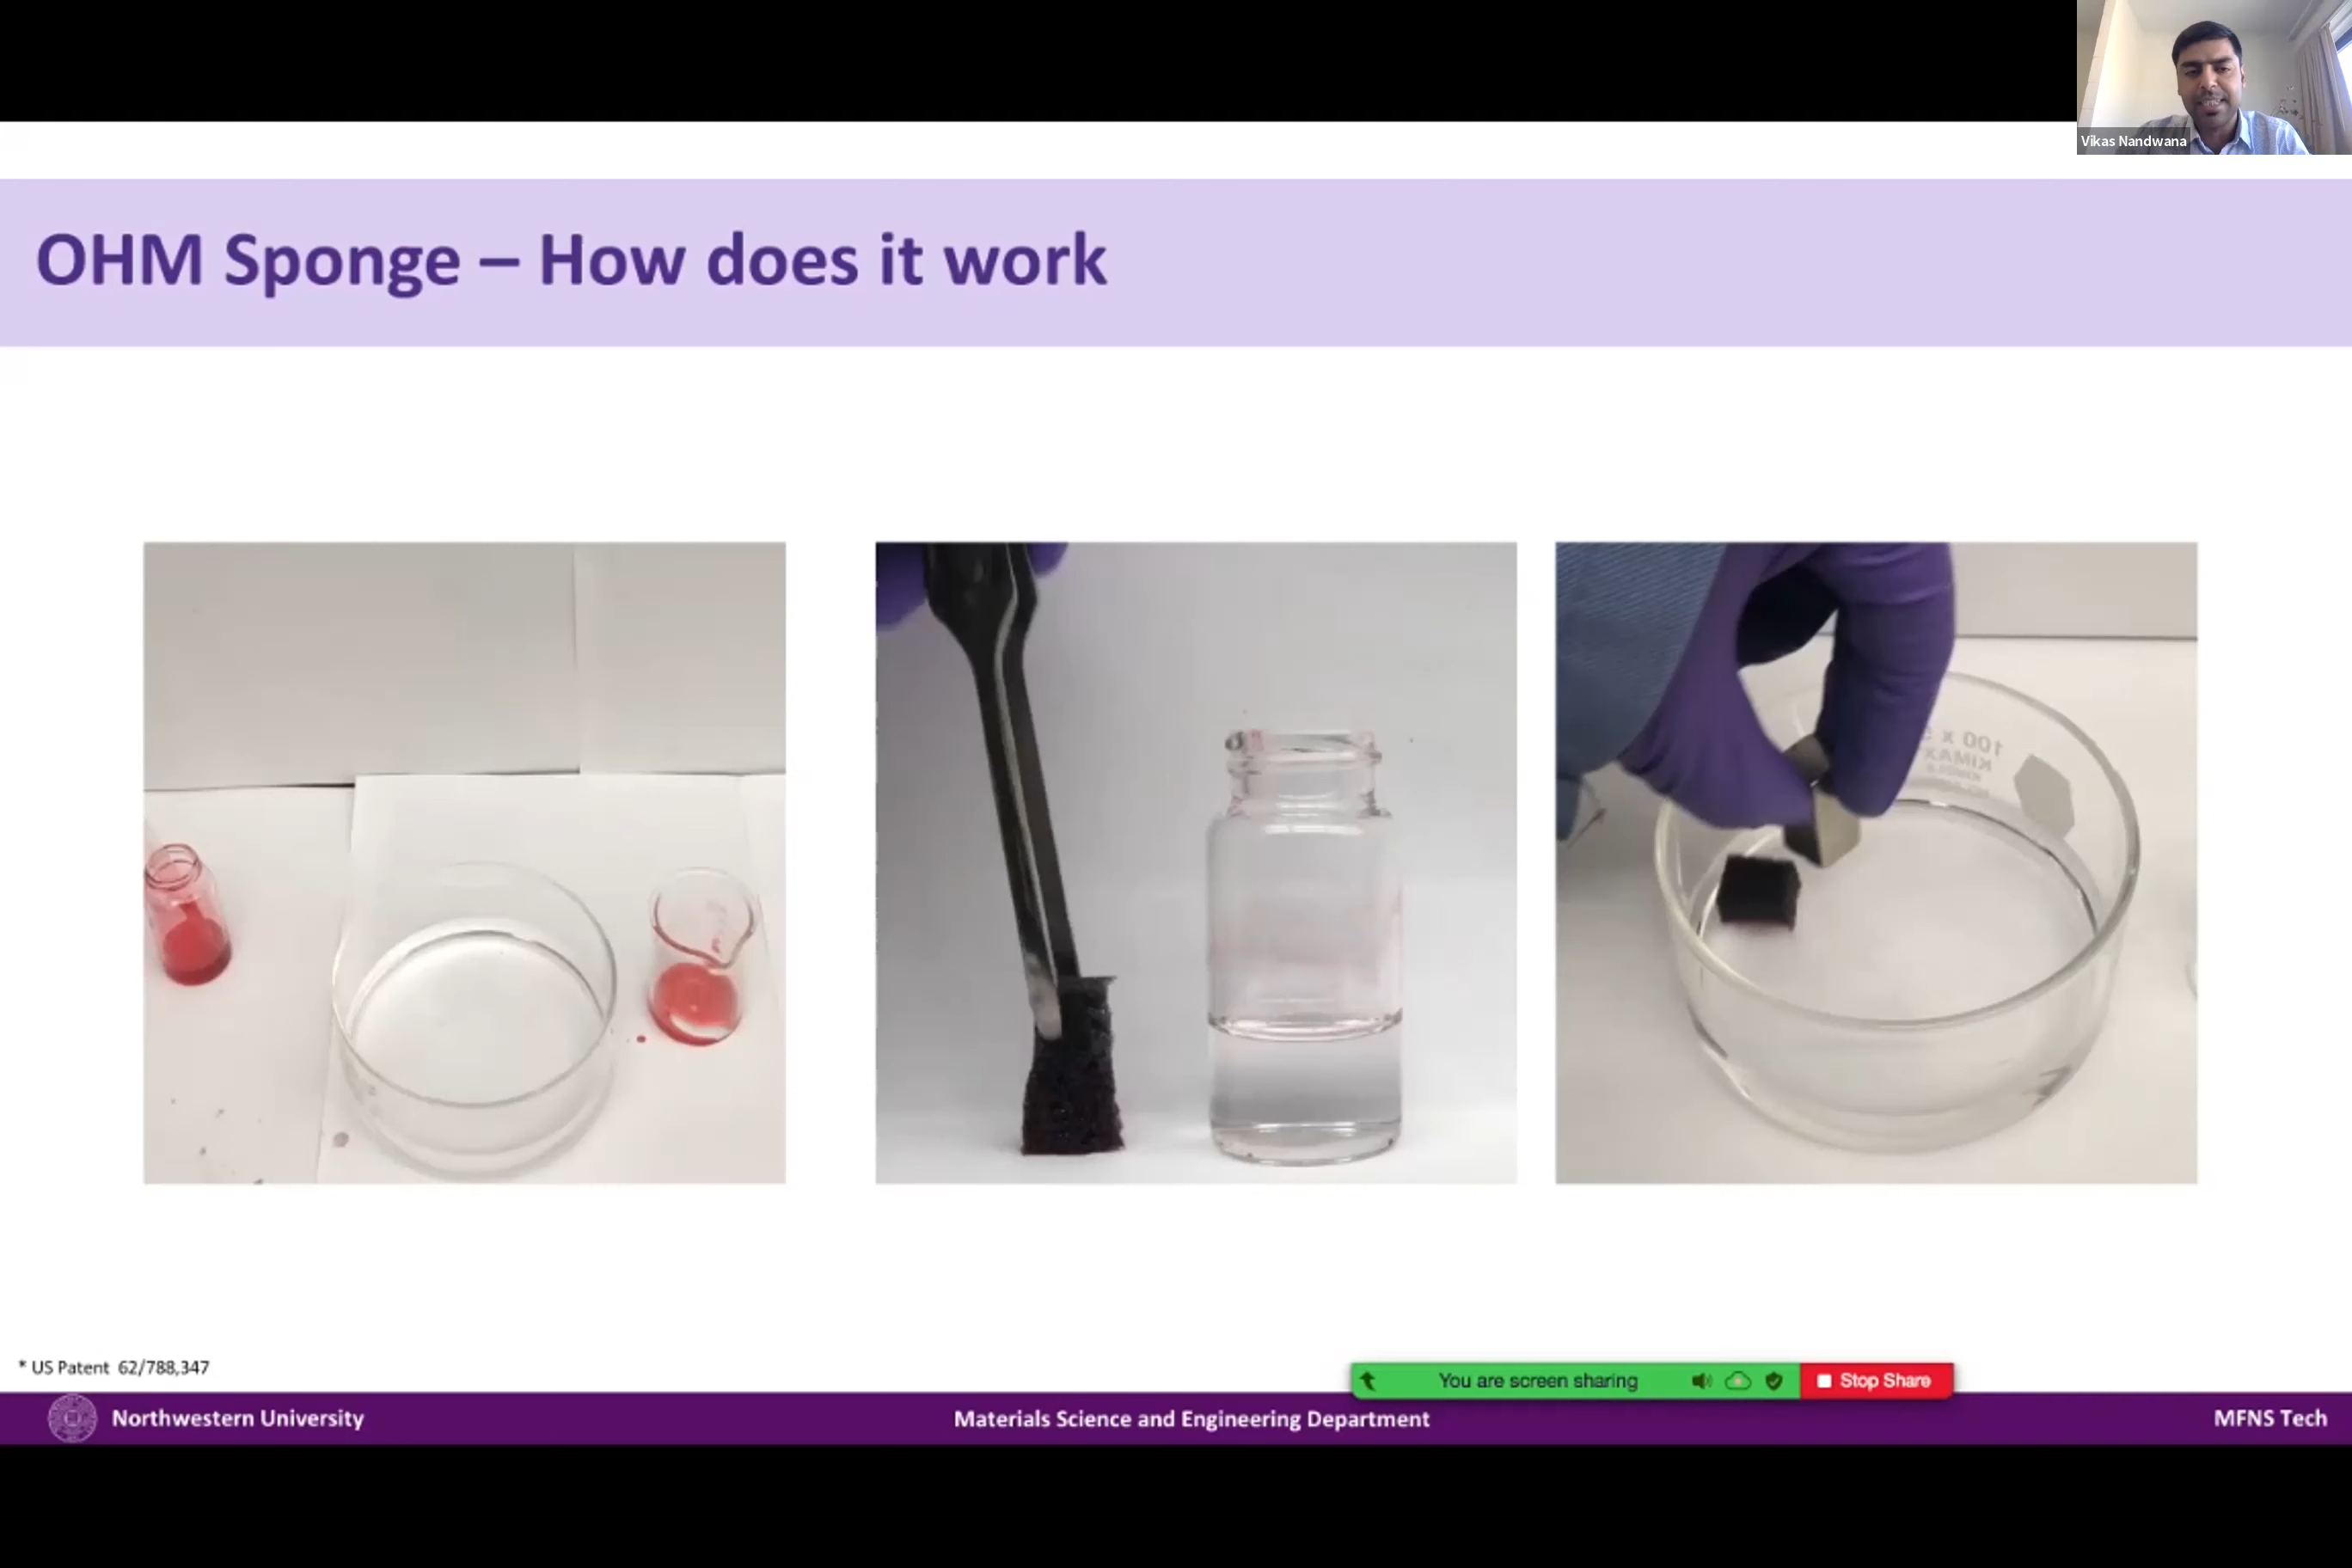 Vikas Nandwana
OHM Sponge – How does it work
100 x
KIMAX
* US Patent 62/788,347
You are screen sharing
Stop Share
Northwestern University
Materials Science and Engineering Department
MFNS Tech